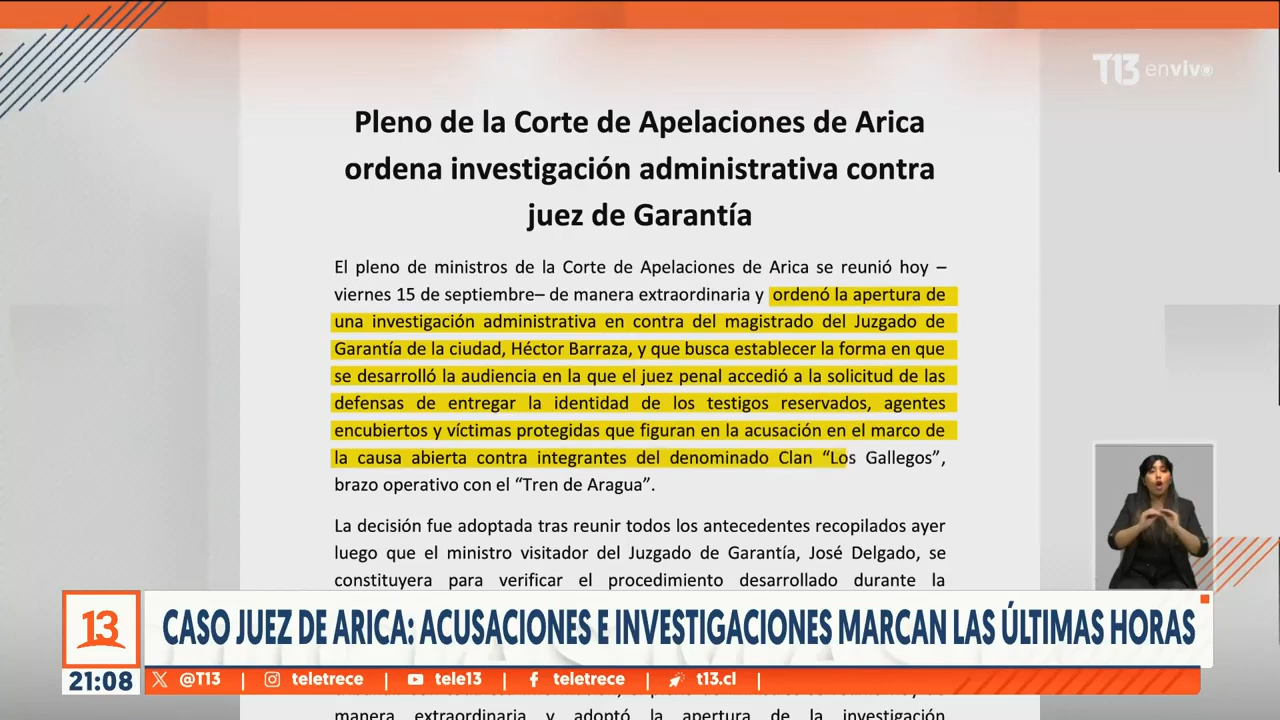 T13 envivo
Pleno de la Corte de Apelaciones de Arica
ordena investigación administrativa contra
juez de Garantía
El pleno de ministros de la Corte de Apelaciones de Arica se reunió hoy –
viernes 15 de septiembre– de manera extraordinaria y ordenó la apertura de
una investigación administrativa en contra del magistrado del Juzgado de
Garantía de la ciudad, Héctor Barraza, y que busca establecer la forma en que
se desarrolló la audiencia en la que el juez penal accedió a la solicitud de las
defensas de entregar la identidad de los testigos reservados, agentes
encubiertos y víctimas protegidas que figuran en la acusación en el marco de
la causa abierta contra integrantes del denominado Clan “Los Gallegos”,
brazo operativo con el “Tren de Aragua”.
La decisión fue adoptada tras reunir todos los antecedentes recopilados ayer
luego que el ministro visitador del Juzgado de Garantía, José Delgado, se
constituyera para verificar el procedimiento desarrollado durante la
13
CASO JUEZ DE ARICA: ACUSACIONES E INVESTIGACIONES MARCAN LAS ÚLTIMAS HORAS
21:08
@T13 | teletrece | tele13 | teletrece | t13.cl |
manera extraordinaria y adoptó la apertura de la investigación